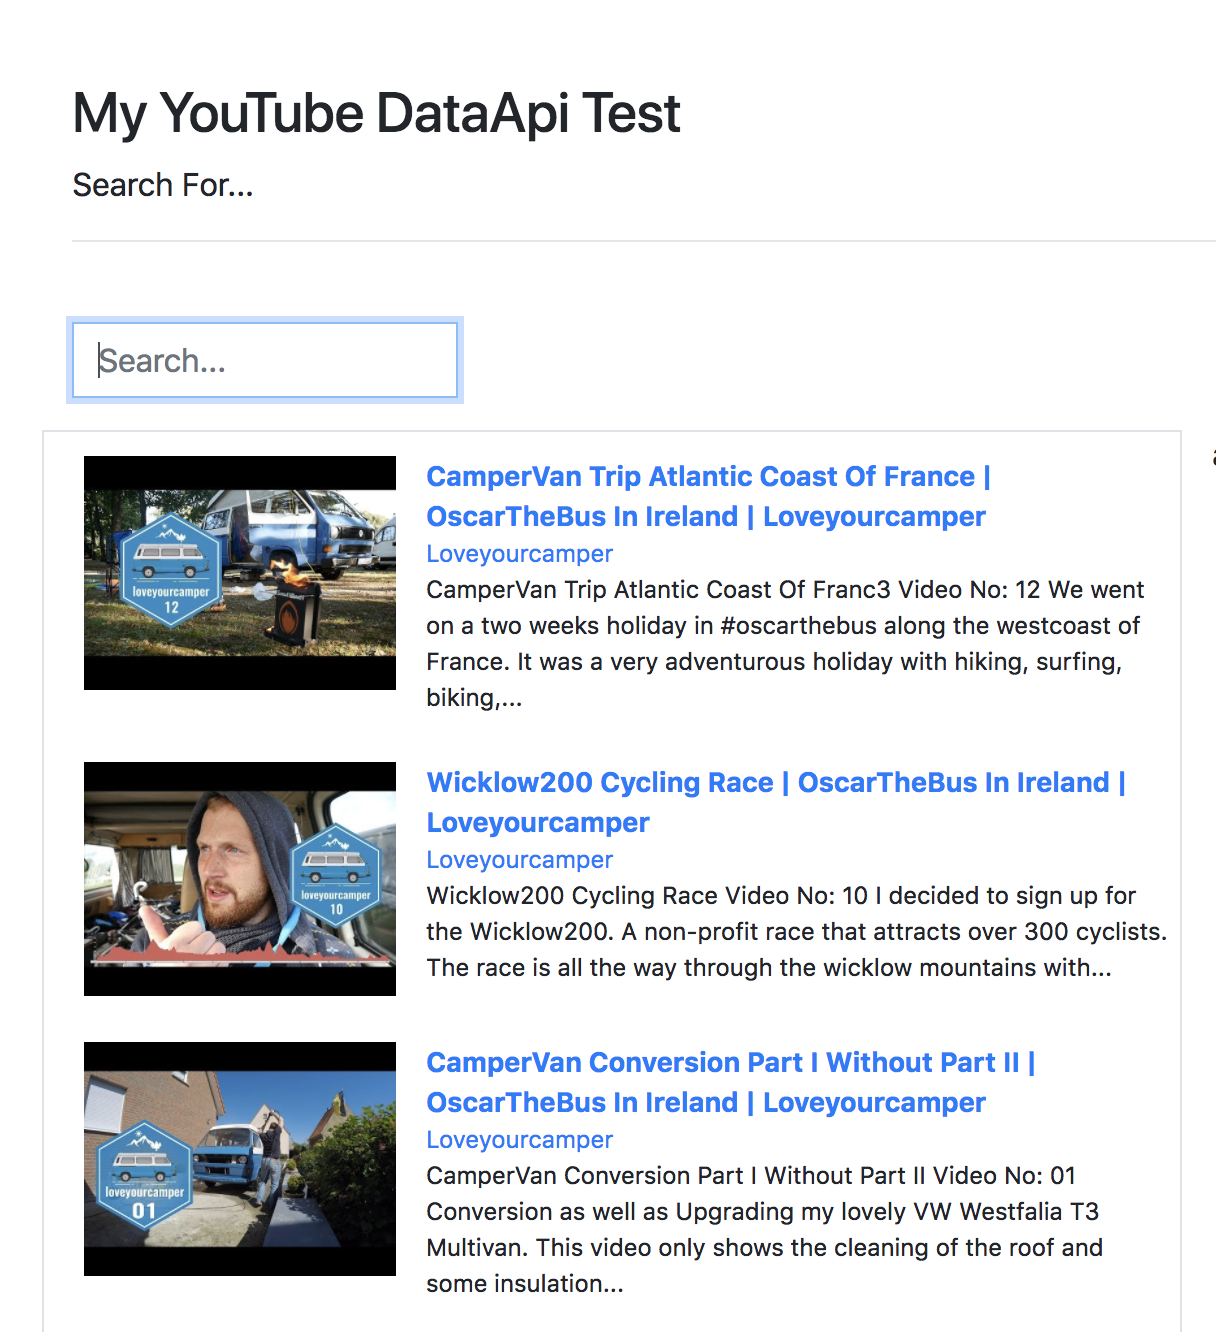 My YouTube DataApi Test
Search For...
Search...
loveyourcamper
12
CamperVan Trip Atlantic Coast Of France |
OscarTheBus In Ireland | Loveyourcamper
Loveyourcamper
CamperVan Trip Atlantic Coast Of Franc3 Video No: 12 We went
on a two weeks holiday in #oscarthebus along the westcoast of
France. It was a very adventurous holiday with hiking, surfing,
biking,...
loveyourcamper
10
Wicklow200 Cycling Race | OscarTheBus In Ireland |
Loveyourcamper
Loveyourcamper
Wicklow200 Cycling Race Video No: 10 I decided to sign up for
the Wicklow200. A non-profit race that attracts over 300 cyclists.
The race is all the way through the wicklow mountains with...
loveyourcamper
01
CamperVan Conversion Part I Without Part II |
OscarTheBus In Ireland | Loveyourcamper
Loveyourcamper
CamperVan Conversion Part I Without Part II Video No: 01
Conversion as well as Upgrading my lovely VW Westfalia T3
Multivan. This video only shows the cleaning of the roof and
some insulation...